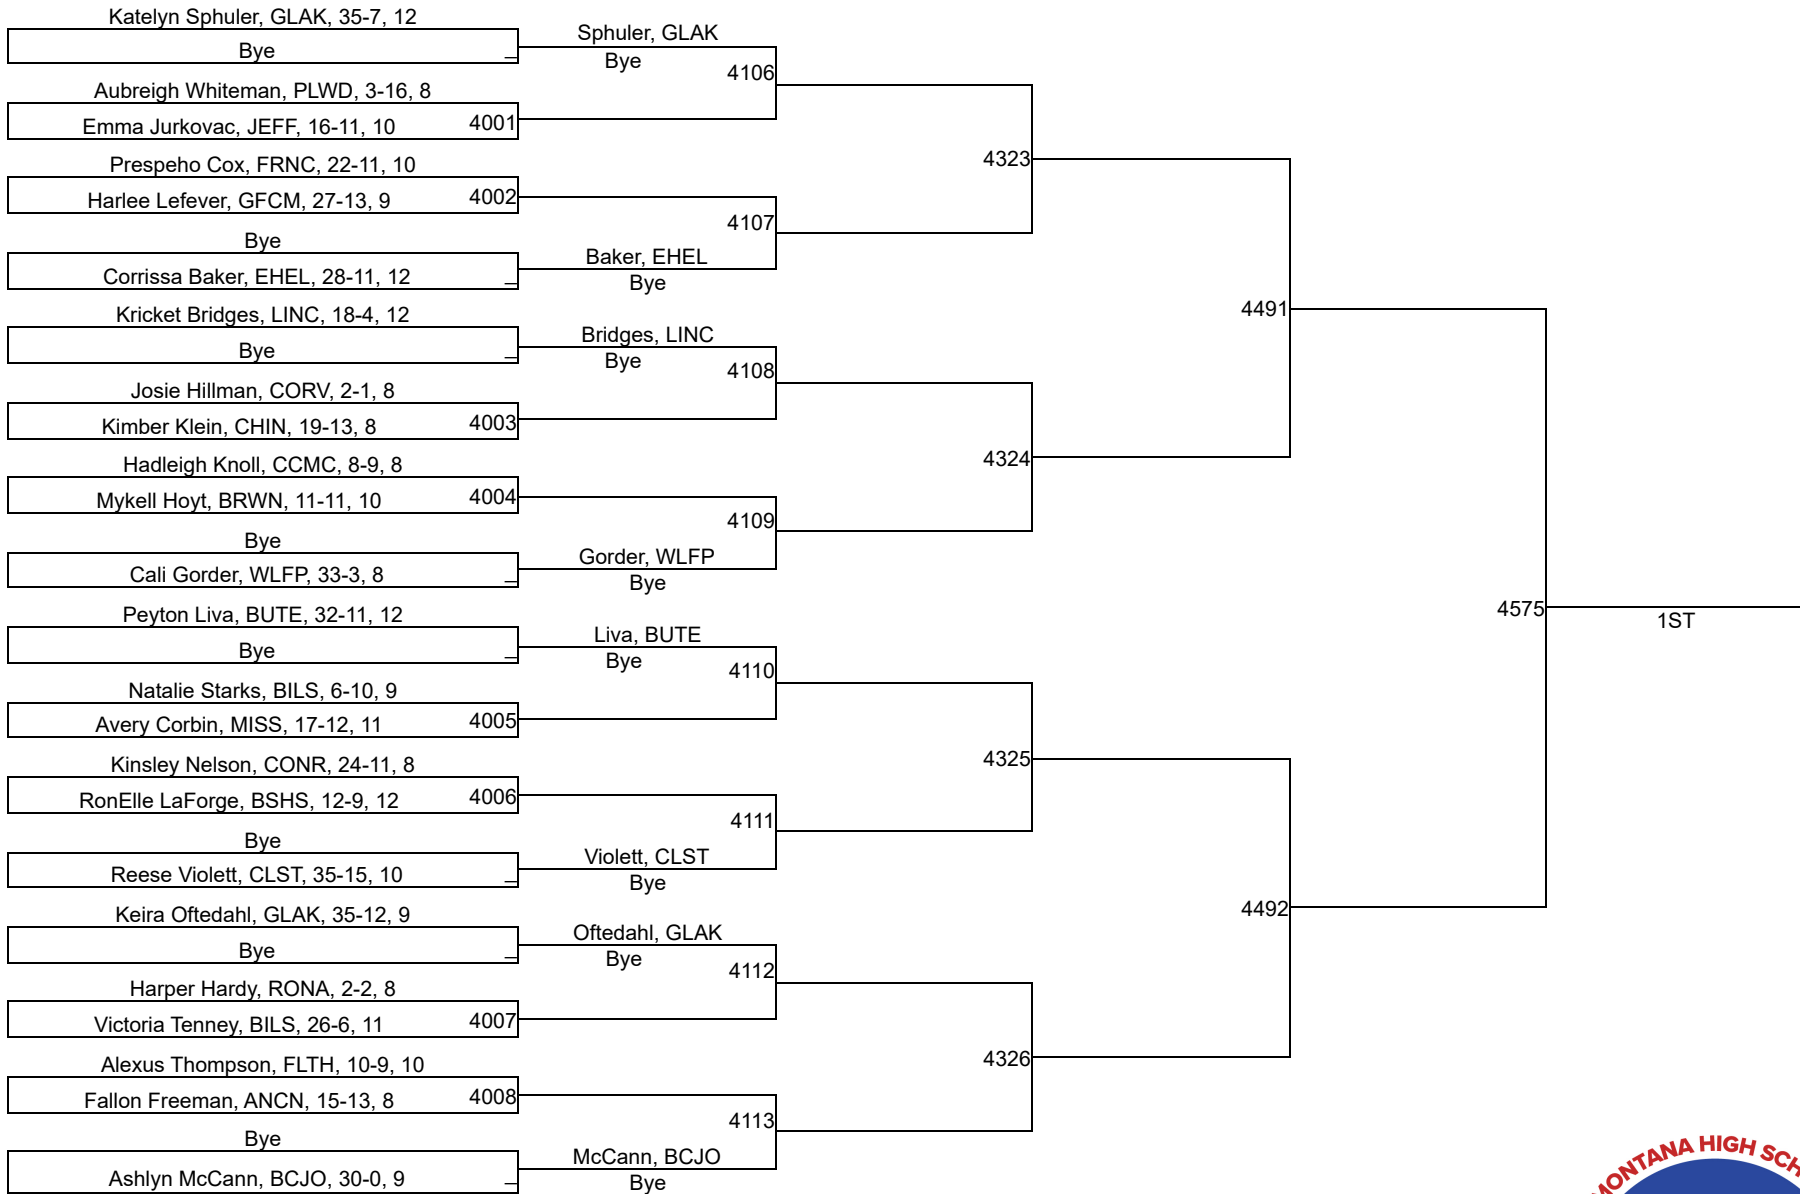 Katelyn Sphuler, GLAK, 35-7, 12
Bye
_
Aubreigh Whiteman, PLWD, 3-16, 8
Emma Jurkovac, JEFF, 16-11, 10
4001
Prespeho Cox, FRNC, 22-11, 10
Harlee Lefever, GFCM, 27-13, 9
4002
Bye
Corrissa Baker, EHEL, 28-11, 12
_
Kricket Bridges, LINC, 18-4, 12
Bye
_
Josie Hillman, CORV, 2-1, 8
Kimber Klein, CHIN, 19-13, 8
4003
Hadleigh Knoll, CCMC, 8-9, 8
Mykell Hoyt, BRWN, 11-11, 10
4004
Bye
Cali Gorder, WLFP, 33-3, 8
_
Peyton Liva, BUTE, 32-11, 12
Bye
_
Natalie Starks, BILS, 6-10, 9
Avery Corbin, MISS, 17-12, 11
4005
Kinsley Nelson, CONR, 24-11, 8
RonElle LaForge, BSHS, 12-9, 12
4006
Bye
Reese Violett, CLST, 35-15, 10
_
Keira Oftedahl, GLAK, 35-12, 9
Bye
_
Harper Hardy, RONA, 2-2, 8
Victoria Tenney, BILS, 26-6, 11
4007
Alexus Thompson, FLTH, 10-9, 10
Fallon Freeman, ANCN, 15-13, 8
4008
Bye
Ashlyn McCann, BCJO, 30-0, 9
_
Sphuler, GLAK
Bye
4106
4107
Baker, EHEL
Bye
Bridges, LINC
Bye
4108
4109
Gorder, WLFP
Bye
Liva, BUTE
Bye
4110
4111
Violett, CLST
Bye
Oftedahl, GLAK
Bye
4112
4113
McCann, BCJO
Bye
4323
4324
4325
4326
4491
4492
4575
1ST
MONTANA HIGH SCH